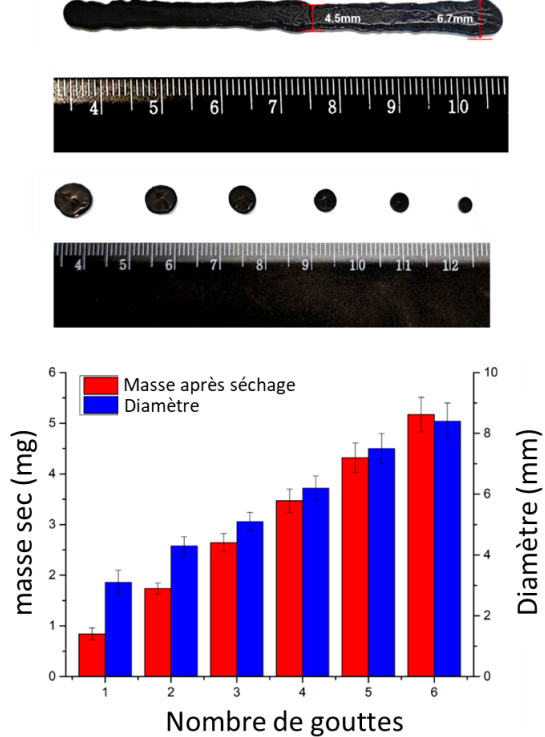 4.5mm 6.7mm
4 5 6 7 8 9 10
4 5 6 7 8 9 10 11 12
Masse après séchage
Diamètre
6 5 4 3 2 1 0
masse sec (mg)
10 8 6 4 2 0
Diamètre (mm)
1 2 3 4 5 6
Nombre de gouttes